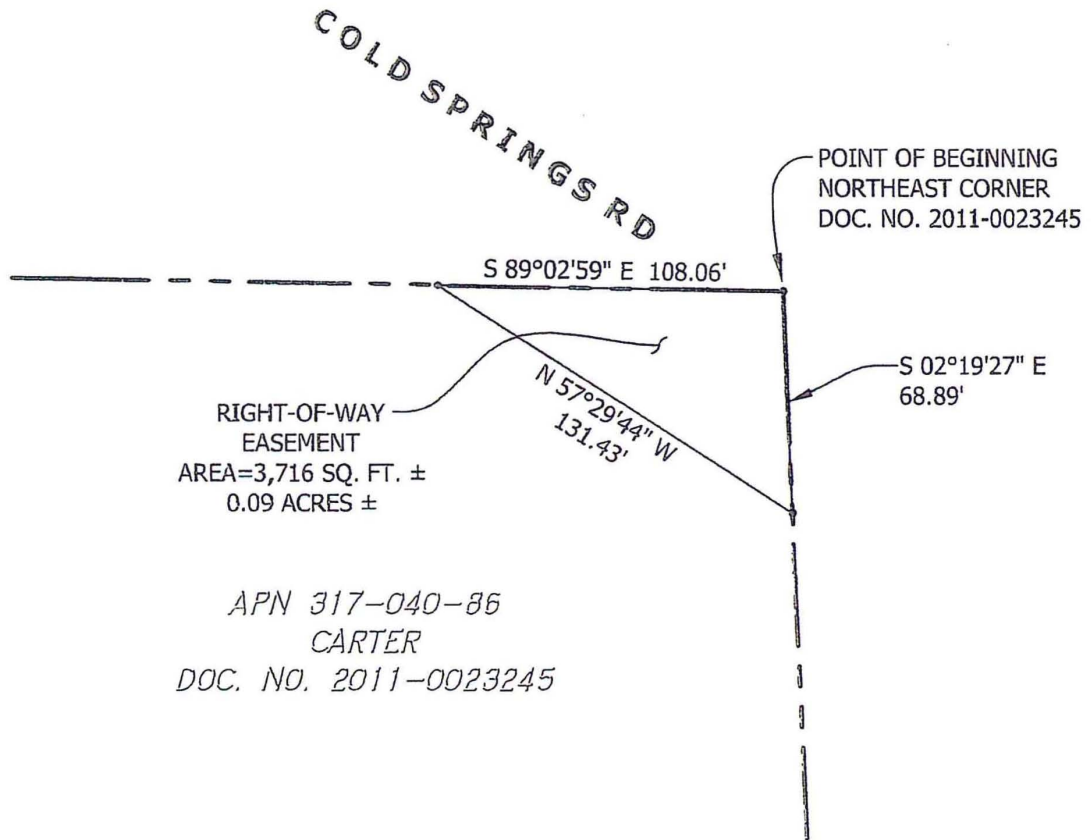 COLD SPRINGS RD
POINT OF BEGINNING
NORTHEAST CORNER
DOC. NO. 2011-0023245
S 89°02'59" E 108.06'
S 02°19'27" E
68.89'
N 57°29'44" W
131.43'
RIGHT-OF-WAY
EASEMENT
AREA=3,716 SQ. FT. ±
0.09 ACRES ±
APN 317-040-86
CARTER
DOC. NO. 2011-0023245